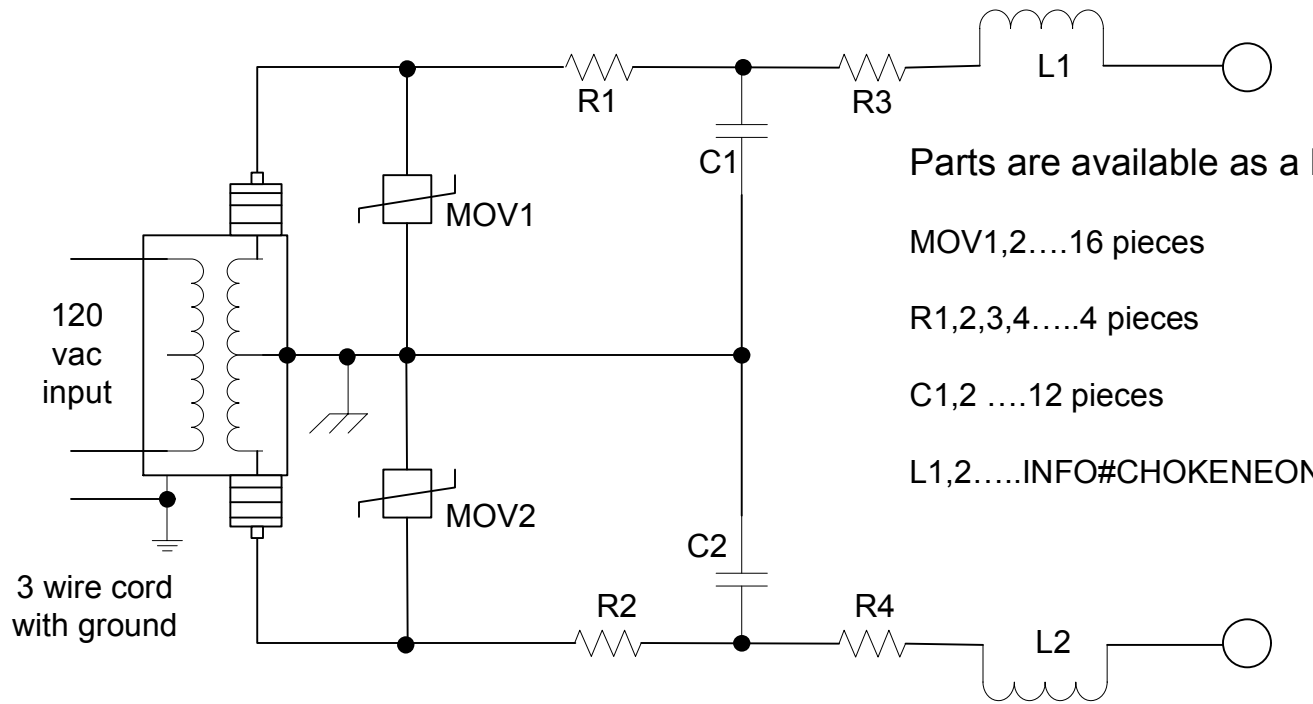 L1
R1
R3
C1
Parts are available as a
MOV1
MOV1,2....16 pieces
120
vac
input
R1,2,3,4.....4 pieces
C1,2 ....12 pieces
L1,2.....INFO#CHOKENEON
MOV2
C2
3 wire cord
with ground
R2
R4
L2